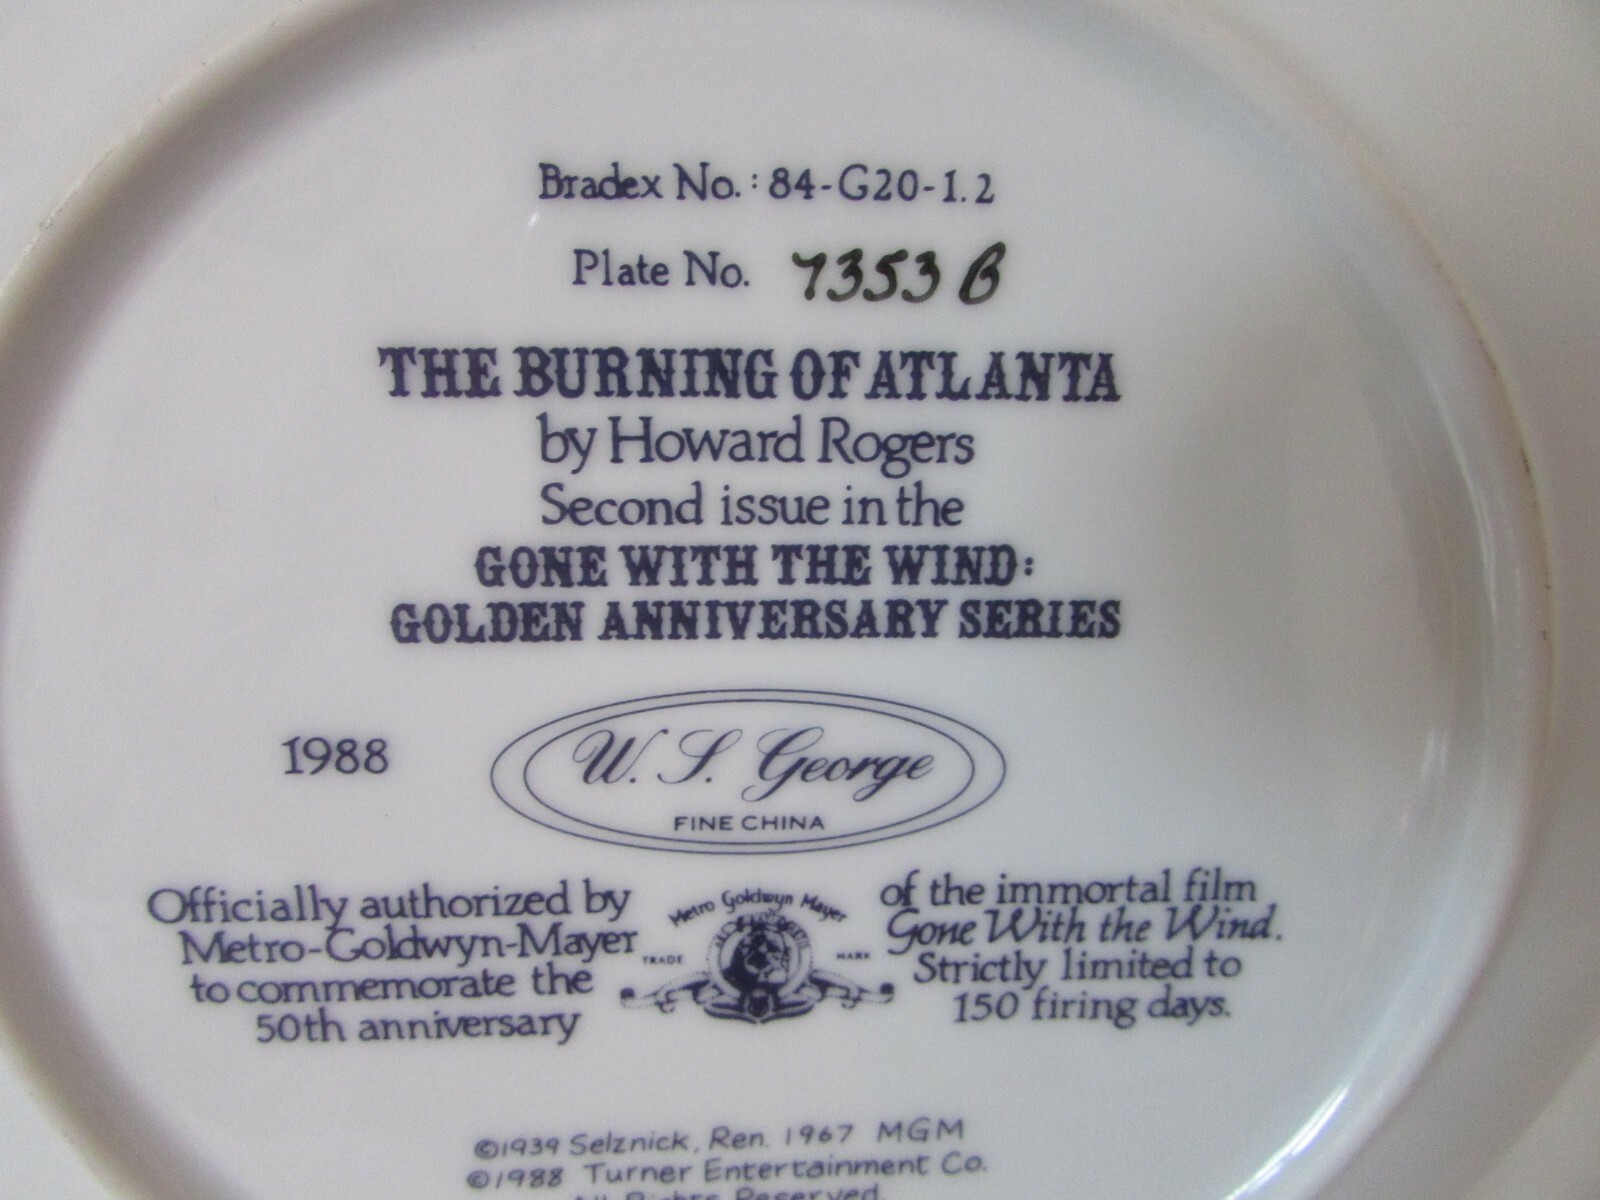 Bradex No.: 84-G20-1.2
Plate No. 7353 B
THE BURNING OF ATLANTA
by Howard Rogers
Second issue in the
GONE WITH THE WIND:
GOLDEN ANNIVERSARY SERIES
1988
W. S. George
FINE CHINA
Officially authorized by
Metro-Goldwyn-Mayer
to commemorate the
50th anniversary
Metro Goldwyn Mayer
TRADE MARK
of the immortal film
Gone With the Wind.
Strictly limited to
150 firing days.
©1939 Selznick, Ren. 1967 MGM
©1988 Turner Entertainment Co.
All Rights Reserved.